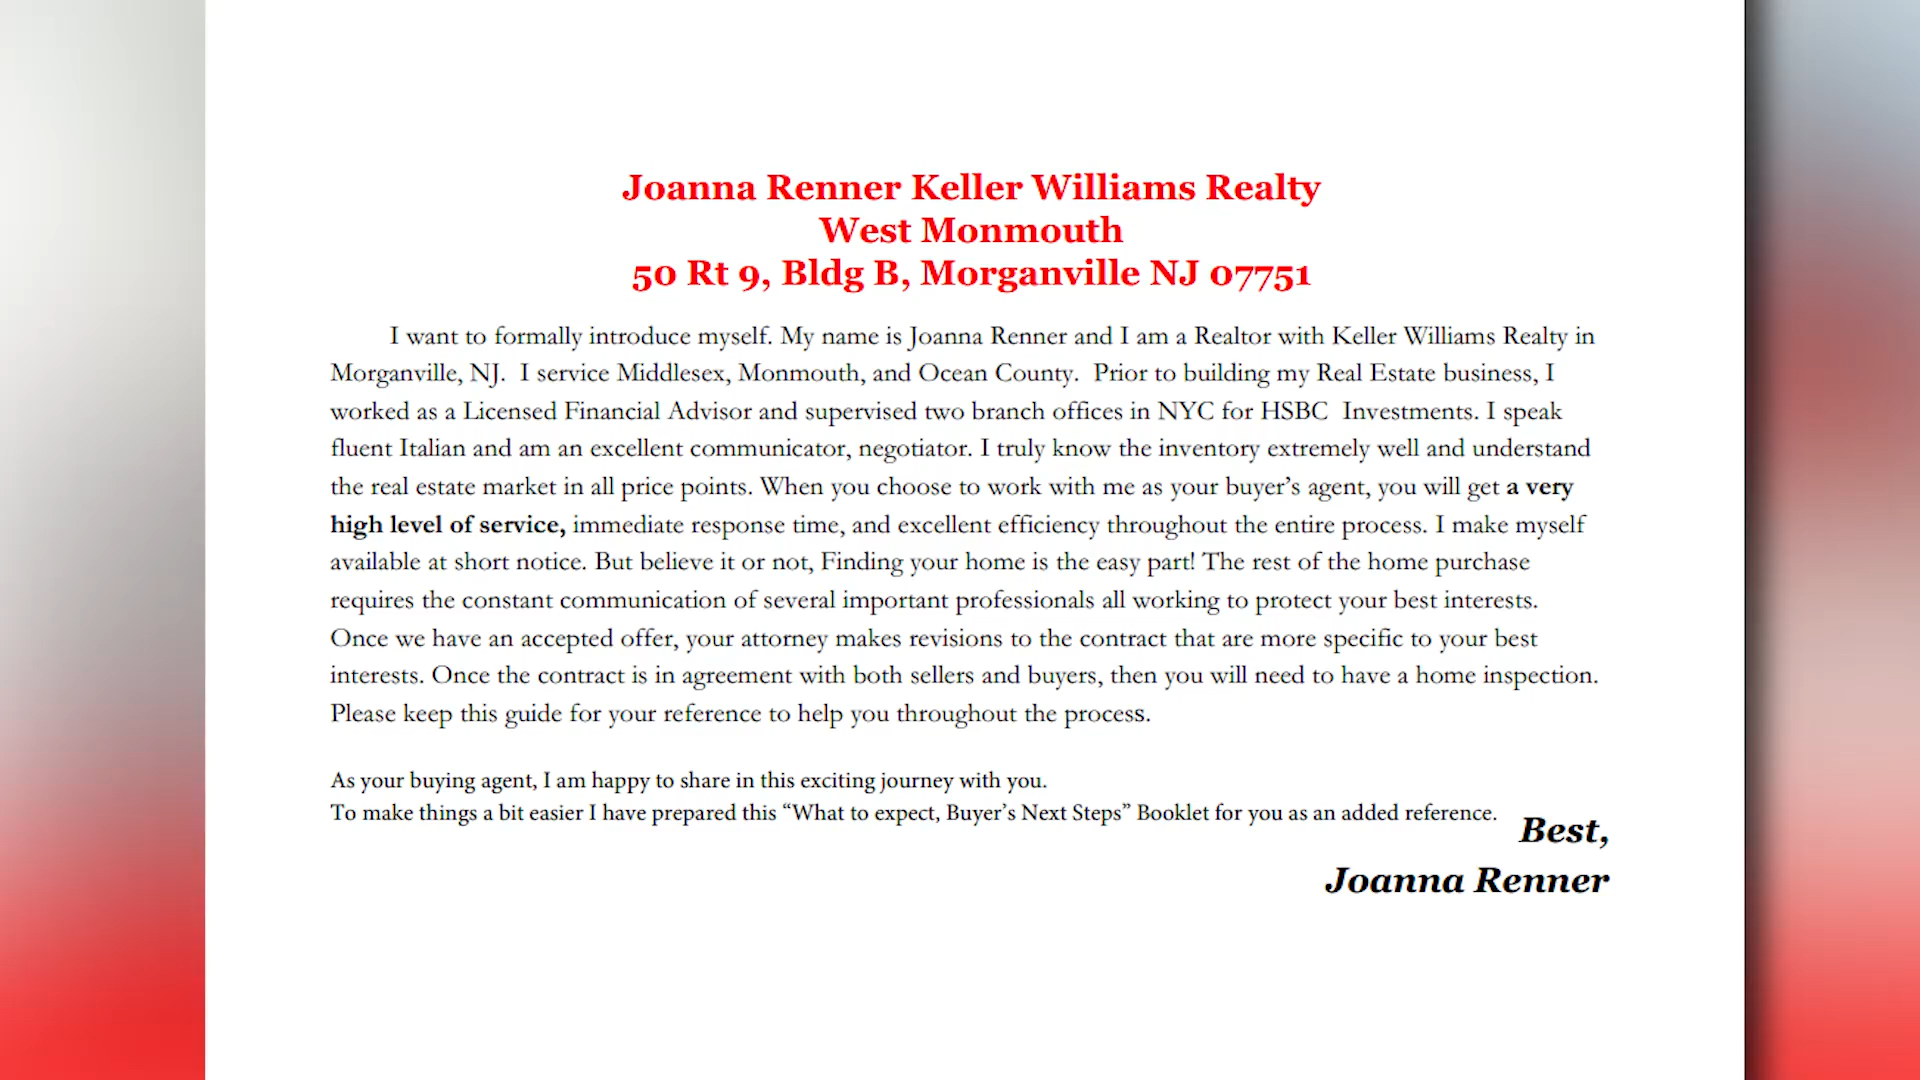 Joanna Renner Keller Williams Realty
West Monmouth
50 Rt 9, Bldg B, Morganville NJ 07751
I want to formally introduce myself. My name is Joanna Renner and I am a Realtor with Keller Williams Realty in
Morganville, NJ.  I service Middlesex, Monmouth, and Ocean County.  Prior to building my Real Estate business, I
worked as a Licensed Financial Advisor and supervised two branch offices in NYC for HSBC  Investments. I speak
fluent Italian and am an excellent communicator, negotiator. I truly know the inventory extremely well and understand
the real estate market in all price points. When you choose to work with me as your buyer’s agent, you will get a very
high level of service, immediate response time, and excellent efficiency throughout the entire process. I make myself
available at short notice. But believe it or not, Finding your home is the easy part! The rest of the home purchase
requires the constant communication of several important professionals all working to protect your best interests.
Once we have an accepted offer, your attorney makes revisions to the contract that are more specific to your best
interests. Once the contract is in agreement with both sellers and buyers, then you will need to have a home inspection.
Please keep this guide for your reference to help you throughout the process.
As your buying agent, I am happy to share in this exciting journey with you.
To make things a bit easier I have prepared this “What to expect, Buyer’s Next Steps” Booklet for you as an added reference.
Best,
Joanna Renner